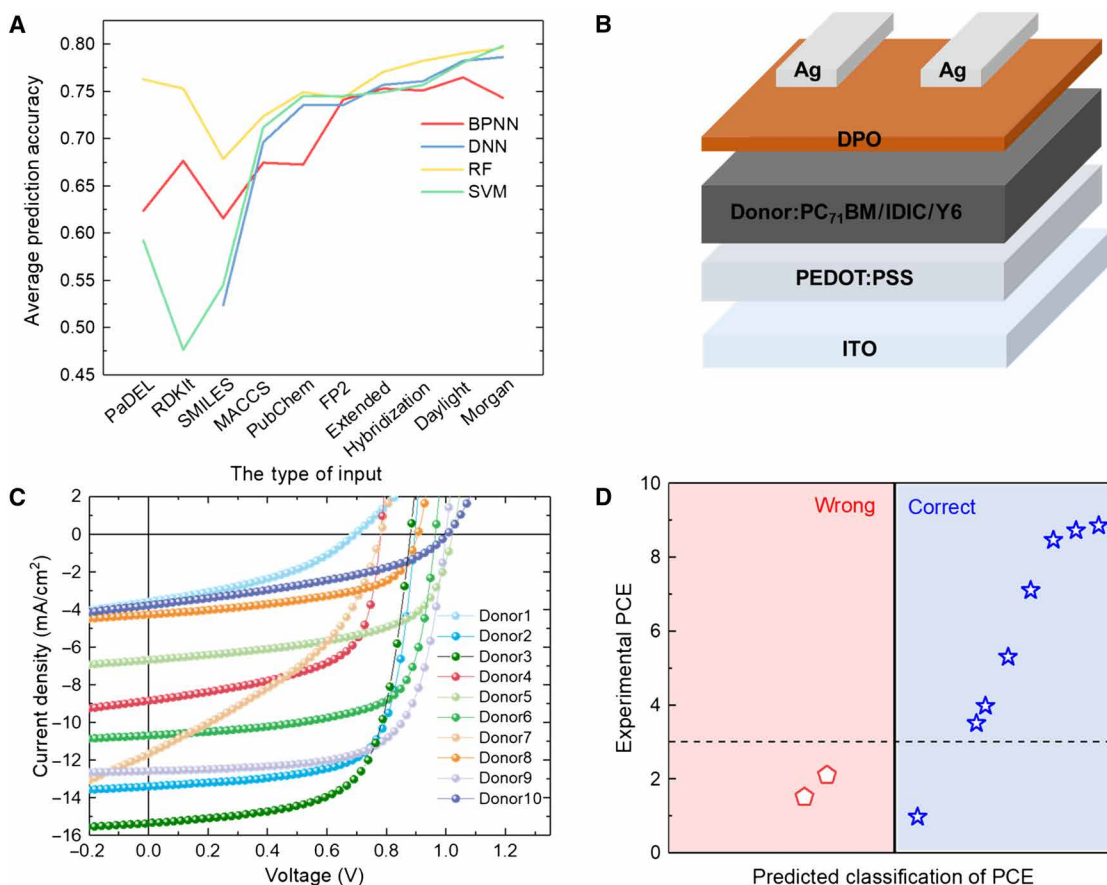 A
0.80
0.75
0.70
0.65
0.60
0.55
0.50
0.45
Average prediction accuracy
BPNN
DNN
RF
SVM
PaDEL
RDKIt
SMILES
MACCS
PubChem
FP2
Extended
Hybridization
Daylight
Morgan
The type of input
B
Ag
Ag
DPO
Donor:PC71BM/IDIC/Y6
PEDOT:PSS
ITO
C
2
0
−2
−4
−6
−8
−10
−12
−14
−16
Current density (mA/cm²)
Donor1
Donor2
Donor3
Donor4
Donor5
Donor6
Donor7
Donor8
Donor9
Donor10
−0.2
0.0
0.2
0.4
0.6
0.8
1.0
1.2
Voltage (V)
D
10
8
6
4
2
0
Experimental PCE
Wrong
Correct
Predicted classification of PCE